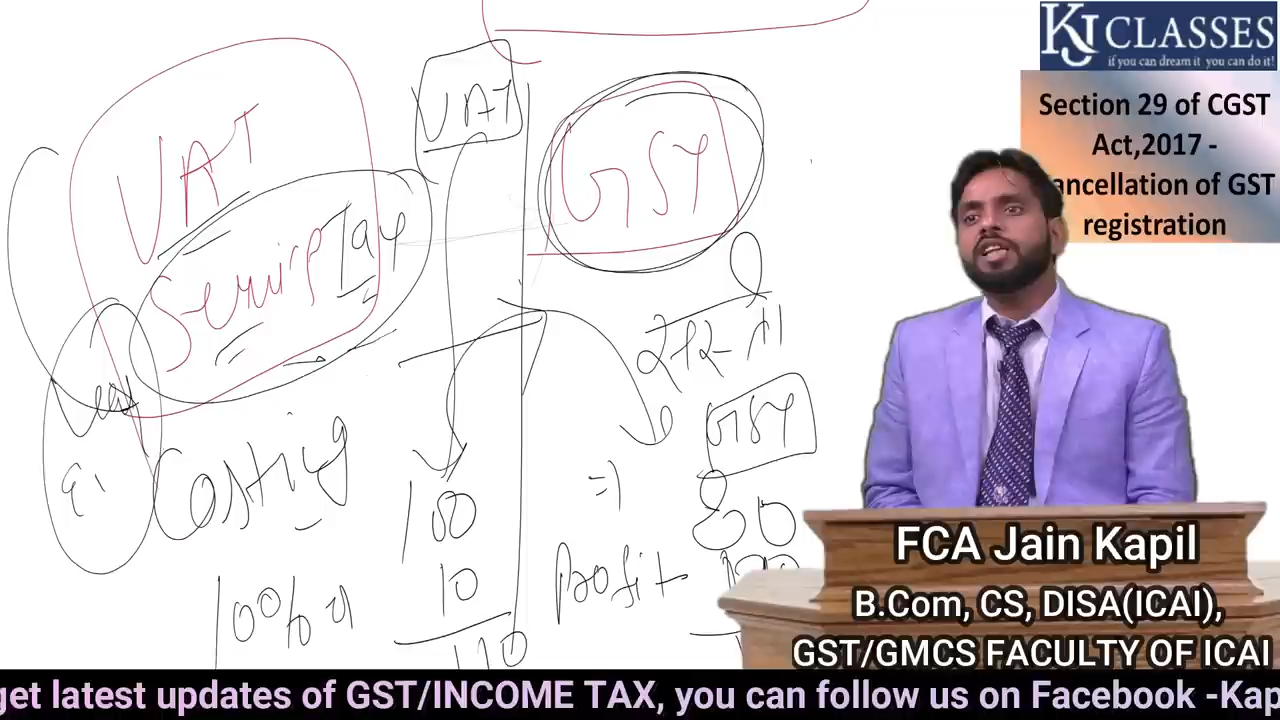 KJ CLASSES
if you can dream it you can do it!
Section 29 of CGST
Act,2017 -
ancellation of GST
registration
VAT
VAT
GST
Service Tax
GST
Costing
100
80
10
Profit
110
100%
FCA Jain Kapil
B.Com, CS, DISA(ICAI),
GST/GMCS FACULTY OF ICAI
get latest updates of GST/INCOME TAX, you can follow us on Facebook -Kap